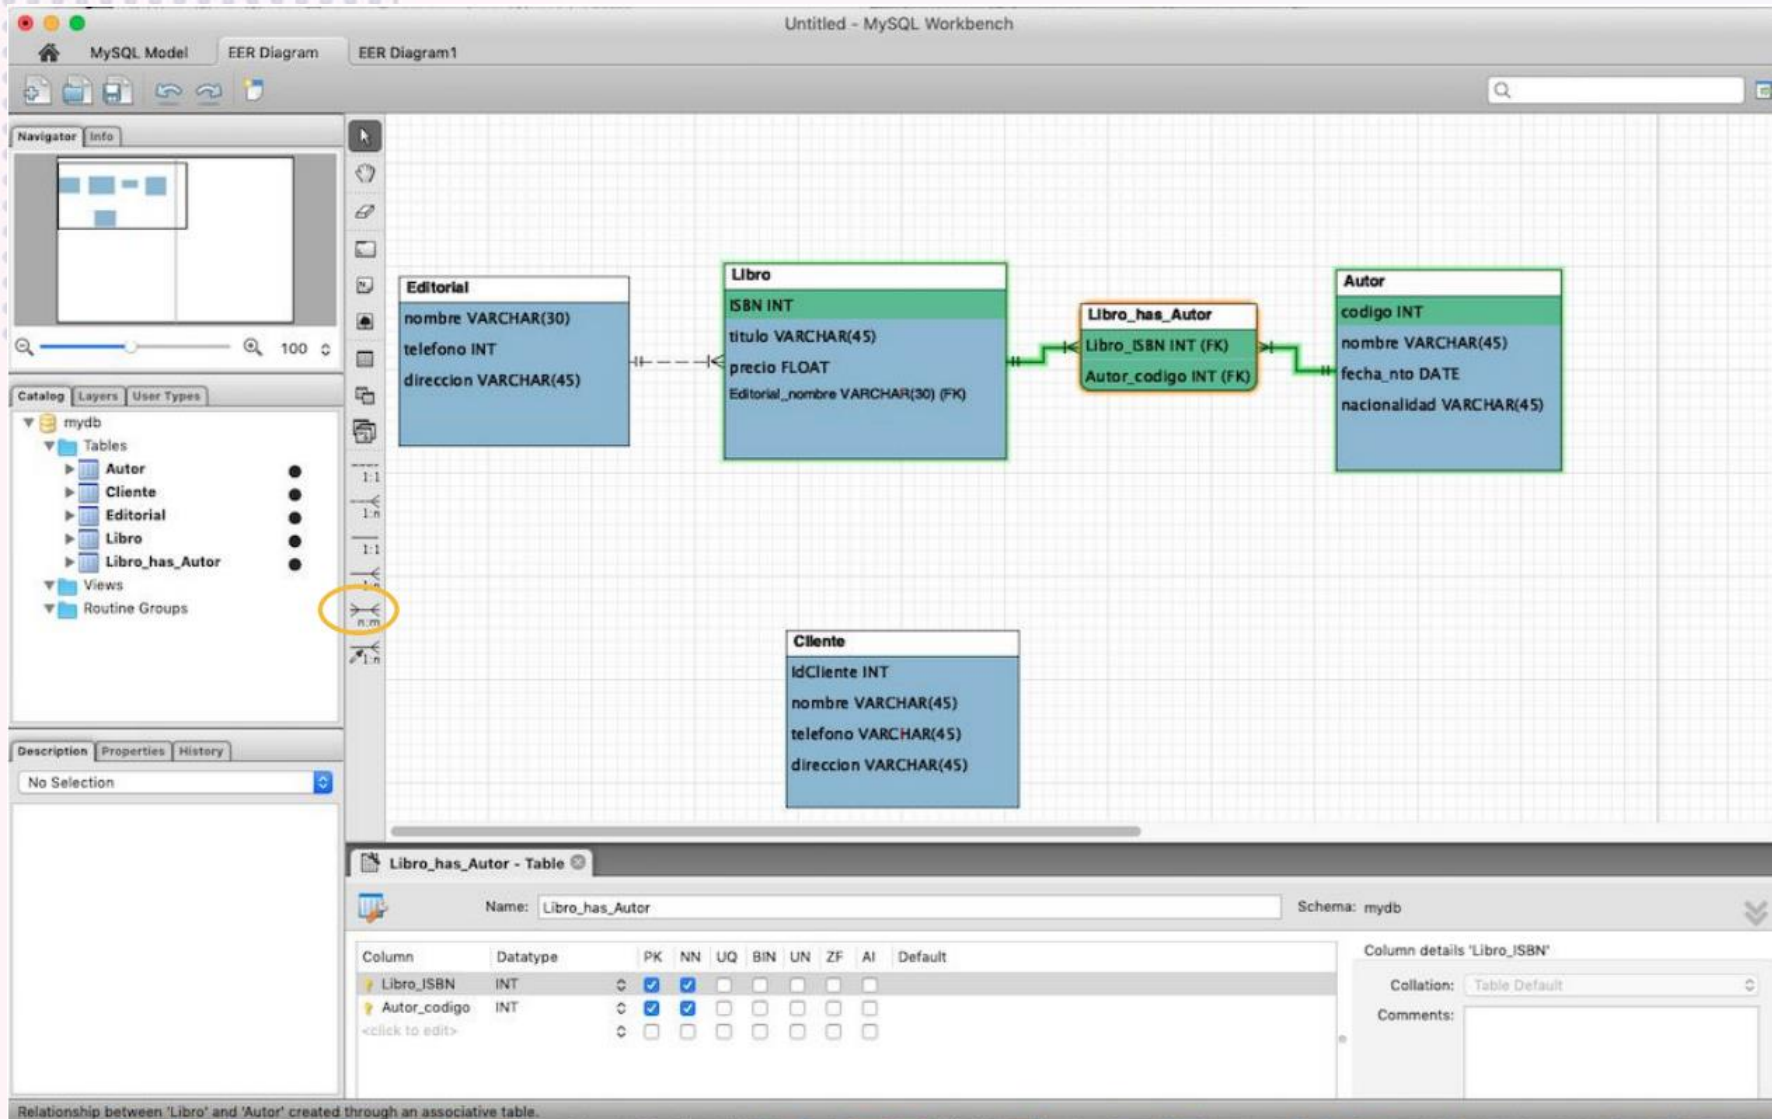 Untitled - MySQL Workbench
MySQL Model
EER Diagram
EER Diagram1
Navigator
Info
100
Catalog
Layers
User Types
mydb
Tables
Autor
Cliente
Editorial
Libro
Libro_has_Autor
Views
Routine Groups
Description
Properties
History
No Selection
1:1
1:n
1:1
1:n
n:m
1:n
Editorial
nombre VARCHAR(30)
telefono INT
direccion VARCHAR(45)
Libro
ISBN INT
titulo VARCHAR(45)
precio FLOAT
Editorial_nombre VARCHAR(30) (FK)
Libro_has_Autor
Libro_ISBN INT (FK)
Autor_codigo INT (FK)
Autor
codigo INT
nombre VARCHAR(45)
fecha_nto DATE
nacionalidad VARCHAR(45)
Cliente
idCliente INT
nombre VARCHAR(45)
telefono VARCHAR(45)
direccion VARCHAR(45)
Libro_has_Autor - Table
Name: Libro_has_Autor
Schema: mydb
Column Datatype PK NN UQ BIN UN ZF AI Default
Libro_ISBN INT
Autor_codigo INT
<click to edit>
Column details 'Libro_ISBN'
Collation: Table Default
Comments:
Relationship between 'Libro' and 'Autor' created through an associative table.